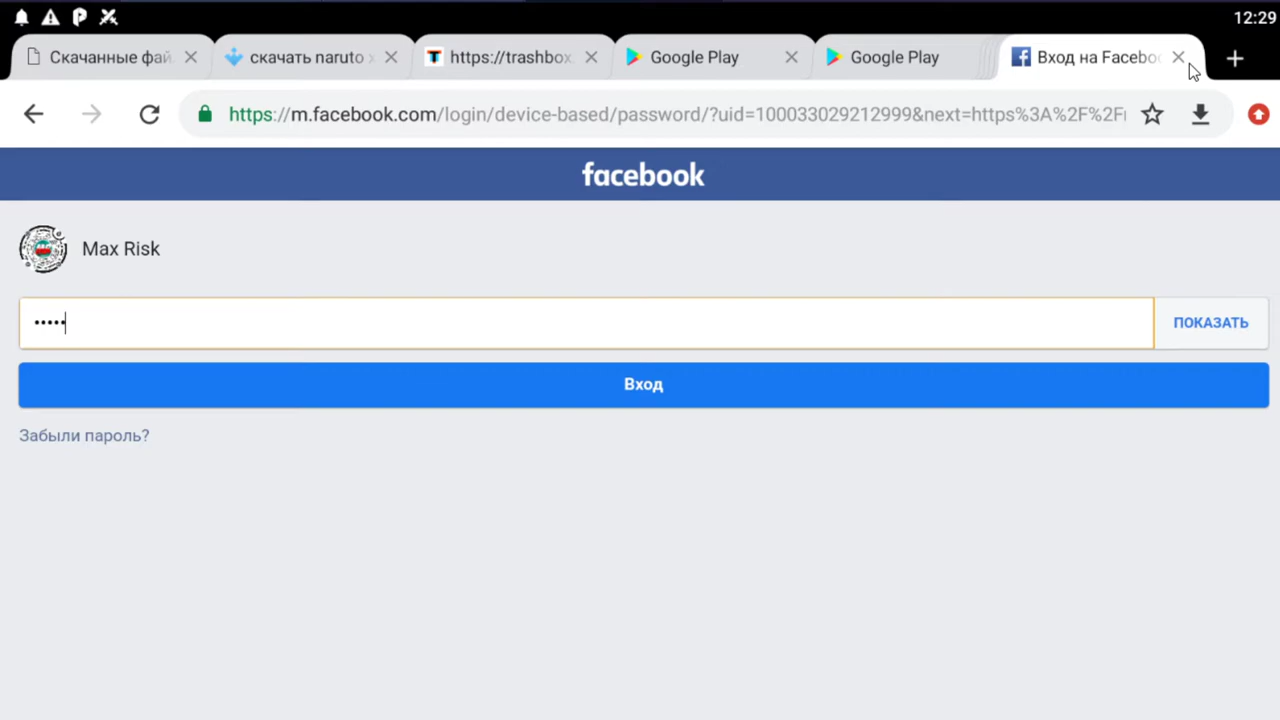 12:29
Скачанные фай
скачать naruto x
https://trashbox.
Google Play
Google Play
Вход на Facebo
https://m.facebook.com/login/device-based/password/?uid=100033029212999&next=https%3A%2F%2F
facebook
Max Risk
•••••
ПОКАЗАТЬ
Вход
Забыли пароль?